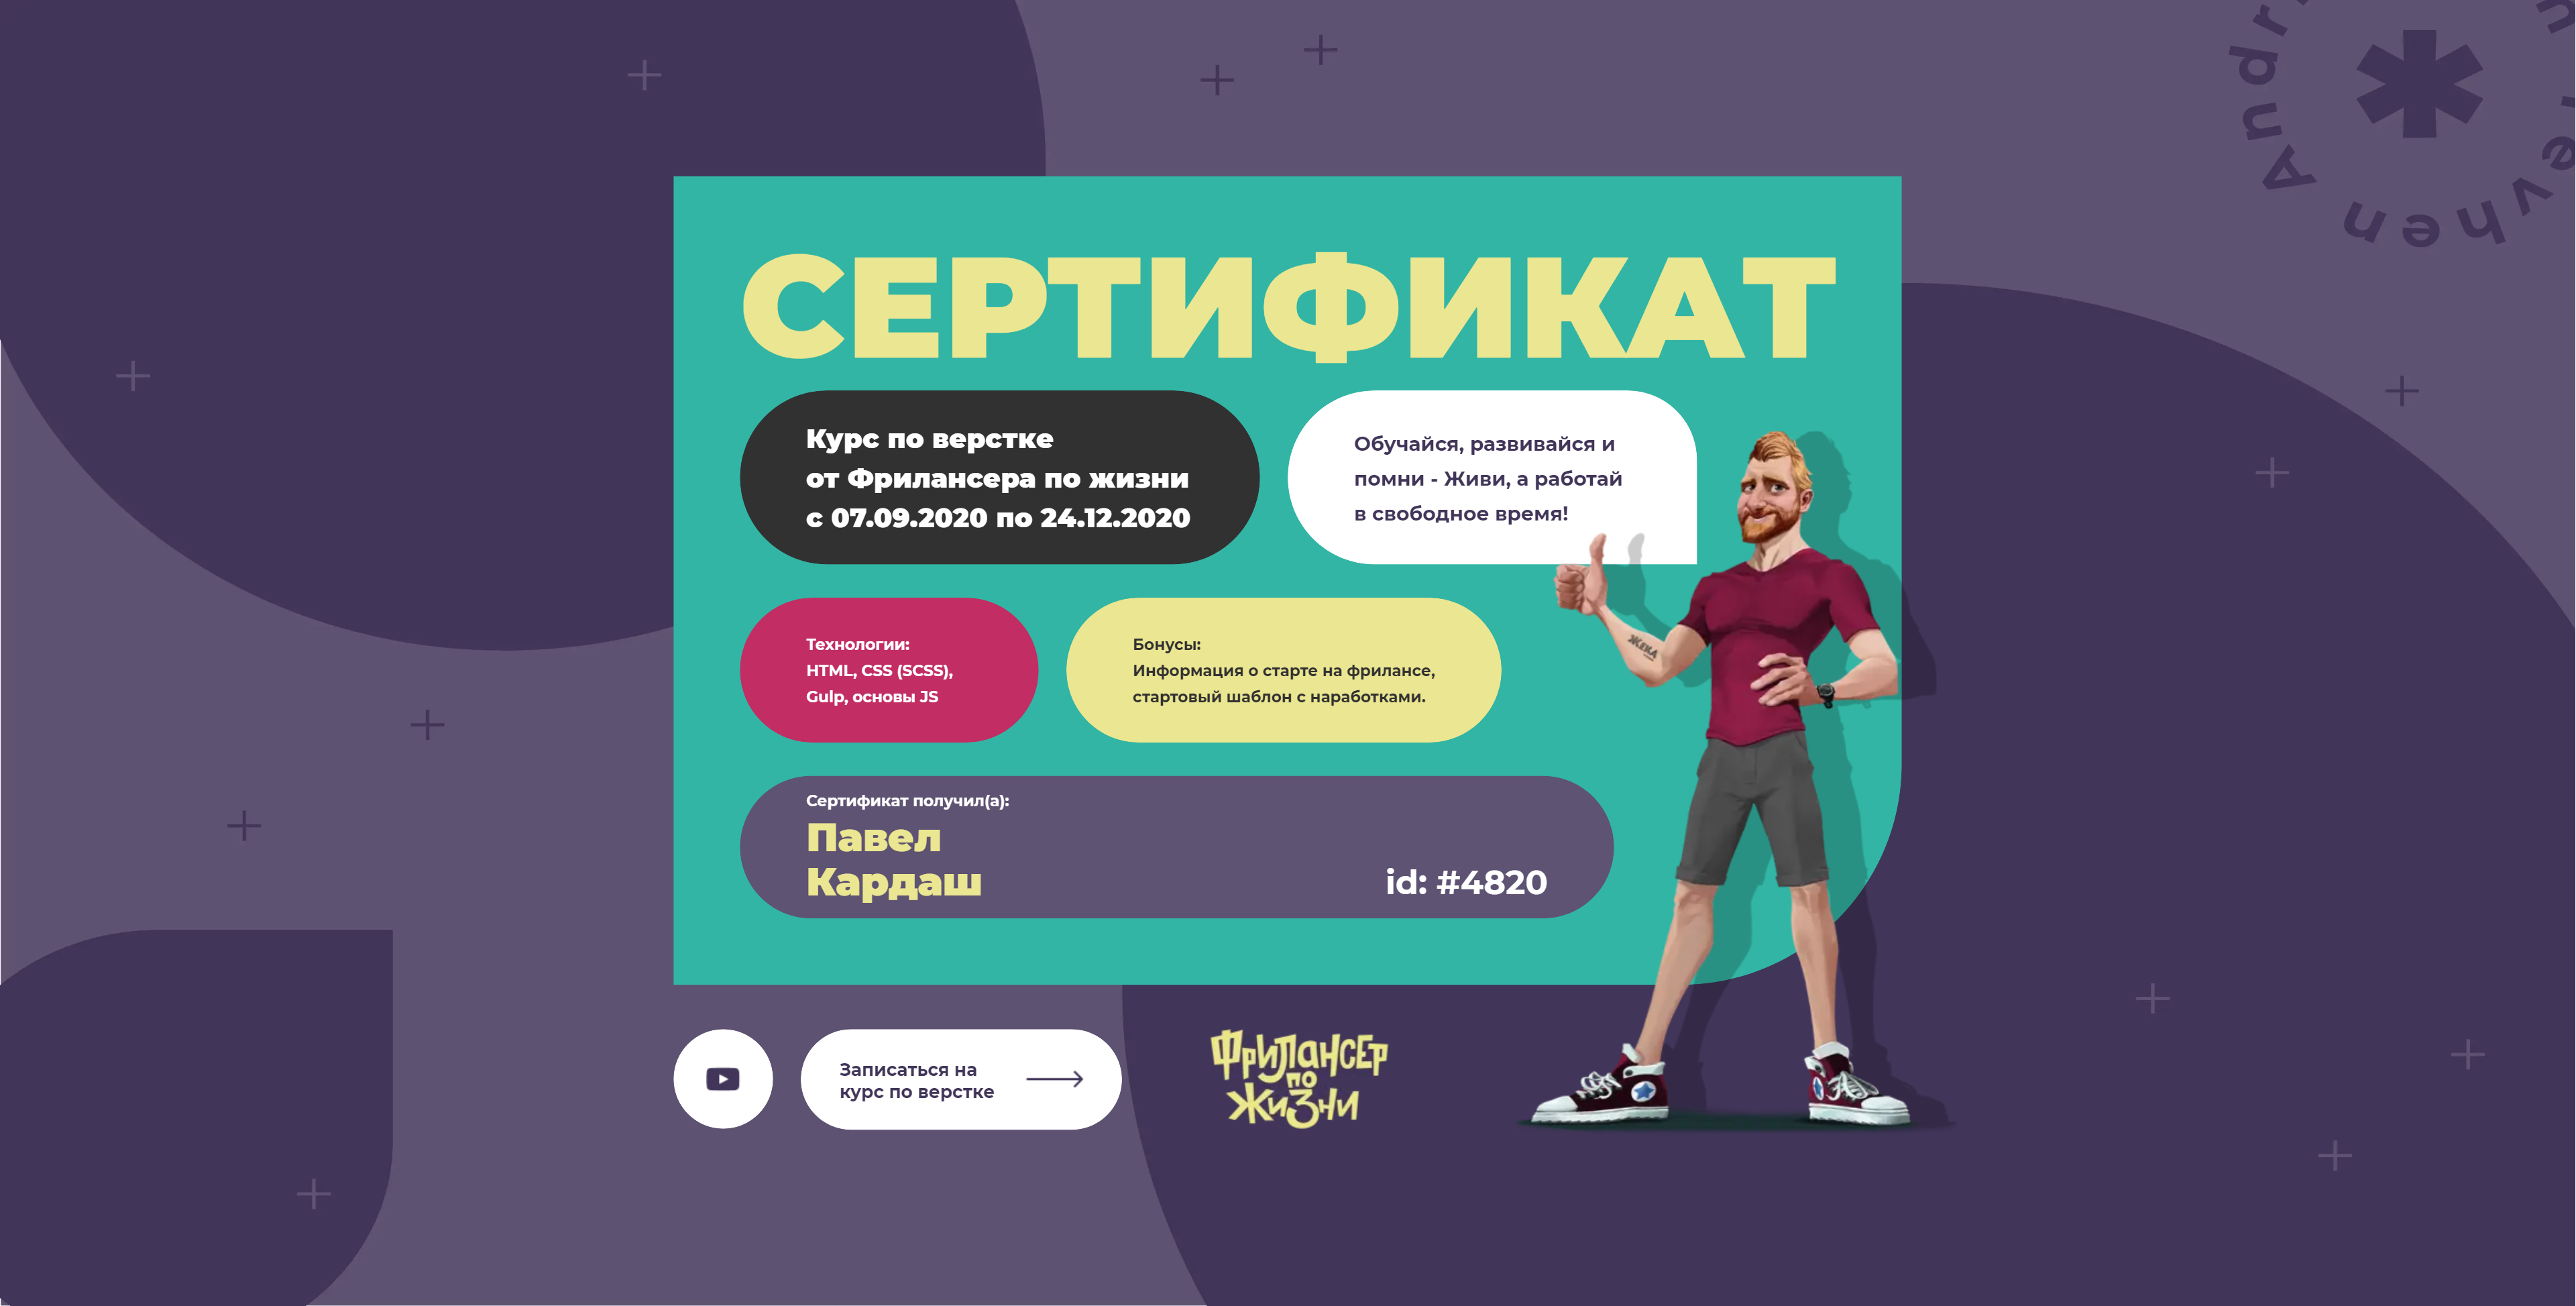 СЕРТИФИКАТ
Курс по верстке
от Фрилансера по жизни
с 07.09.2020 по 24.12.2020
Обучайся, развивайся и
помни - Живи, а работай
в свободное время!
Технологии:
HTML, CSS (SCSS),
Gulp, основы JS
Бонусы:
Информация о старте на фрилансе,
стартовый шаблон с наработками.
ЖЕКА
Сертификат получил(а):
Павел
Кардаш
id: #4820
Записаться на
курс по верстке
ФРИЛАНСЕР
ПО
ЖИЗНИ